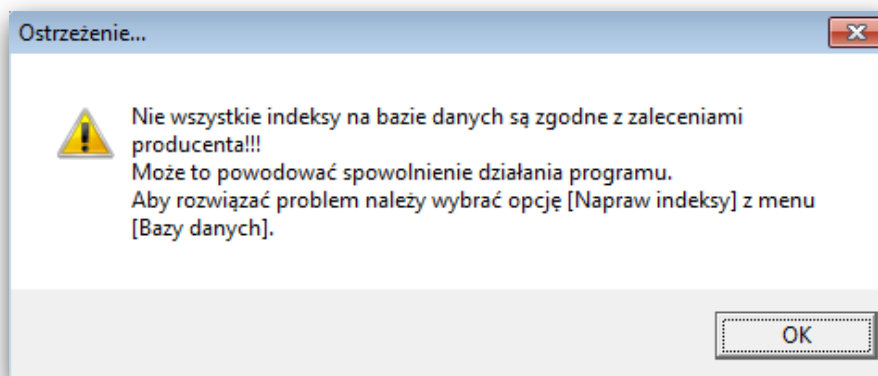 Ostrzeżenie...
Nie wszystkie indeksy na bazie danych są zgodne z zaleceniami
producenta!!!
Może to powodować spowolnienie działania programu.
Aby rozwiązać problem należy wybrać opcję [Napraw indeksy] z menu
[Bazy danych].
OK